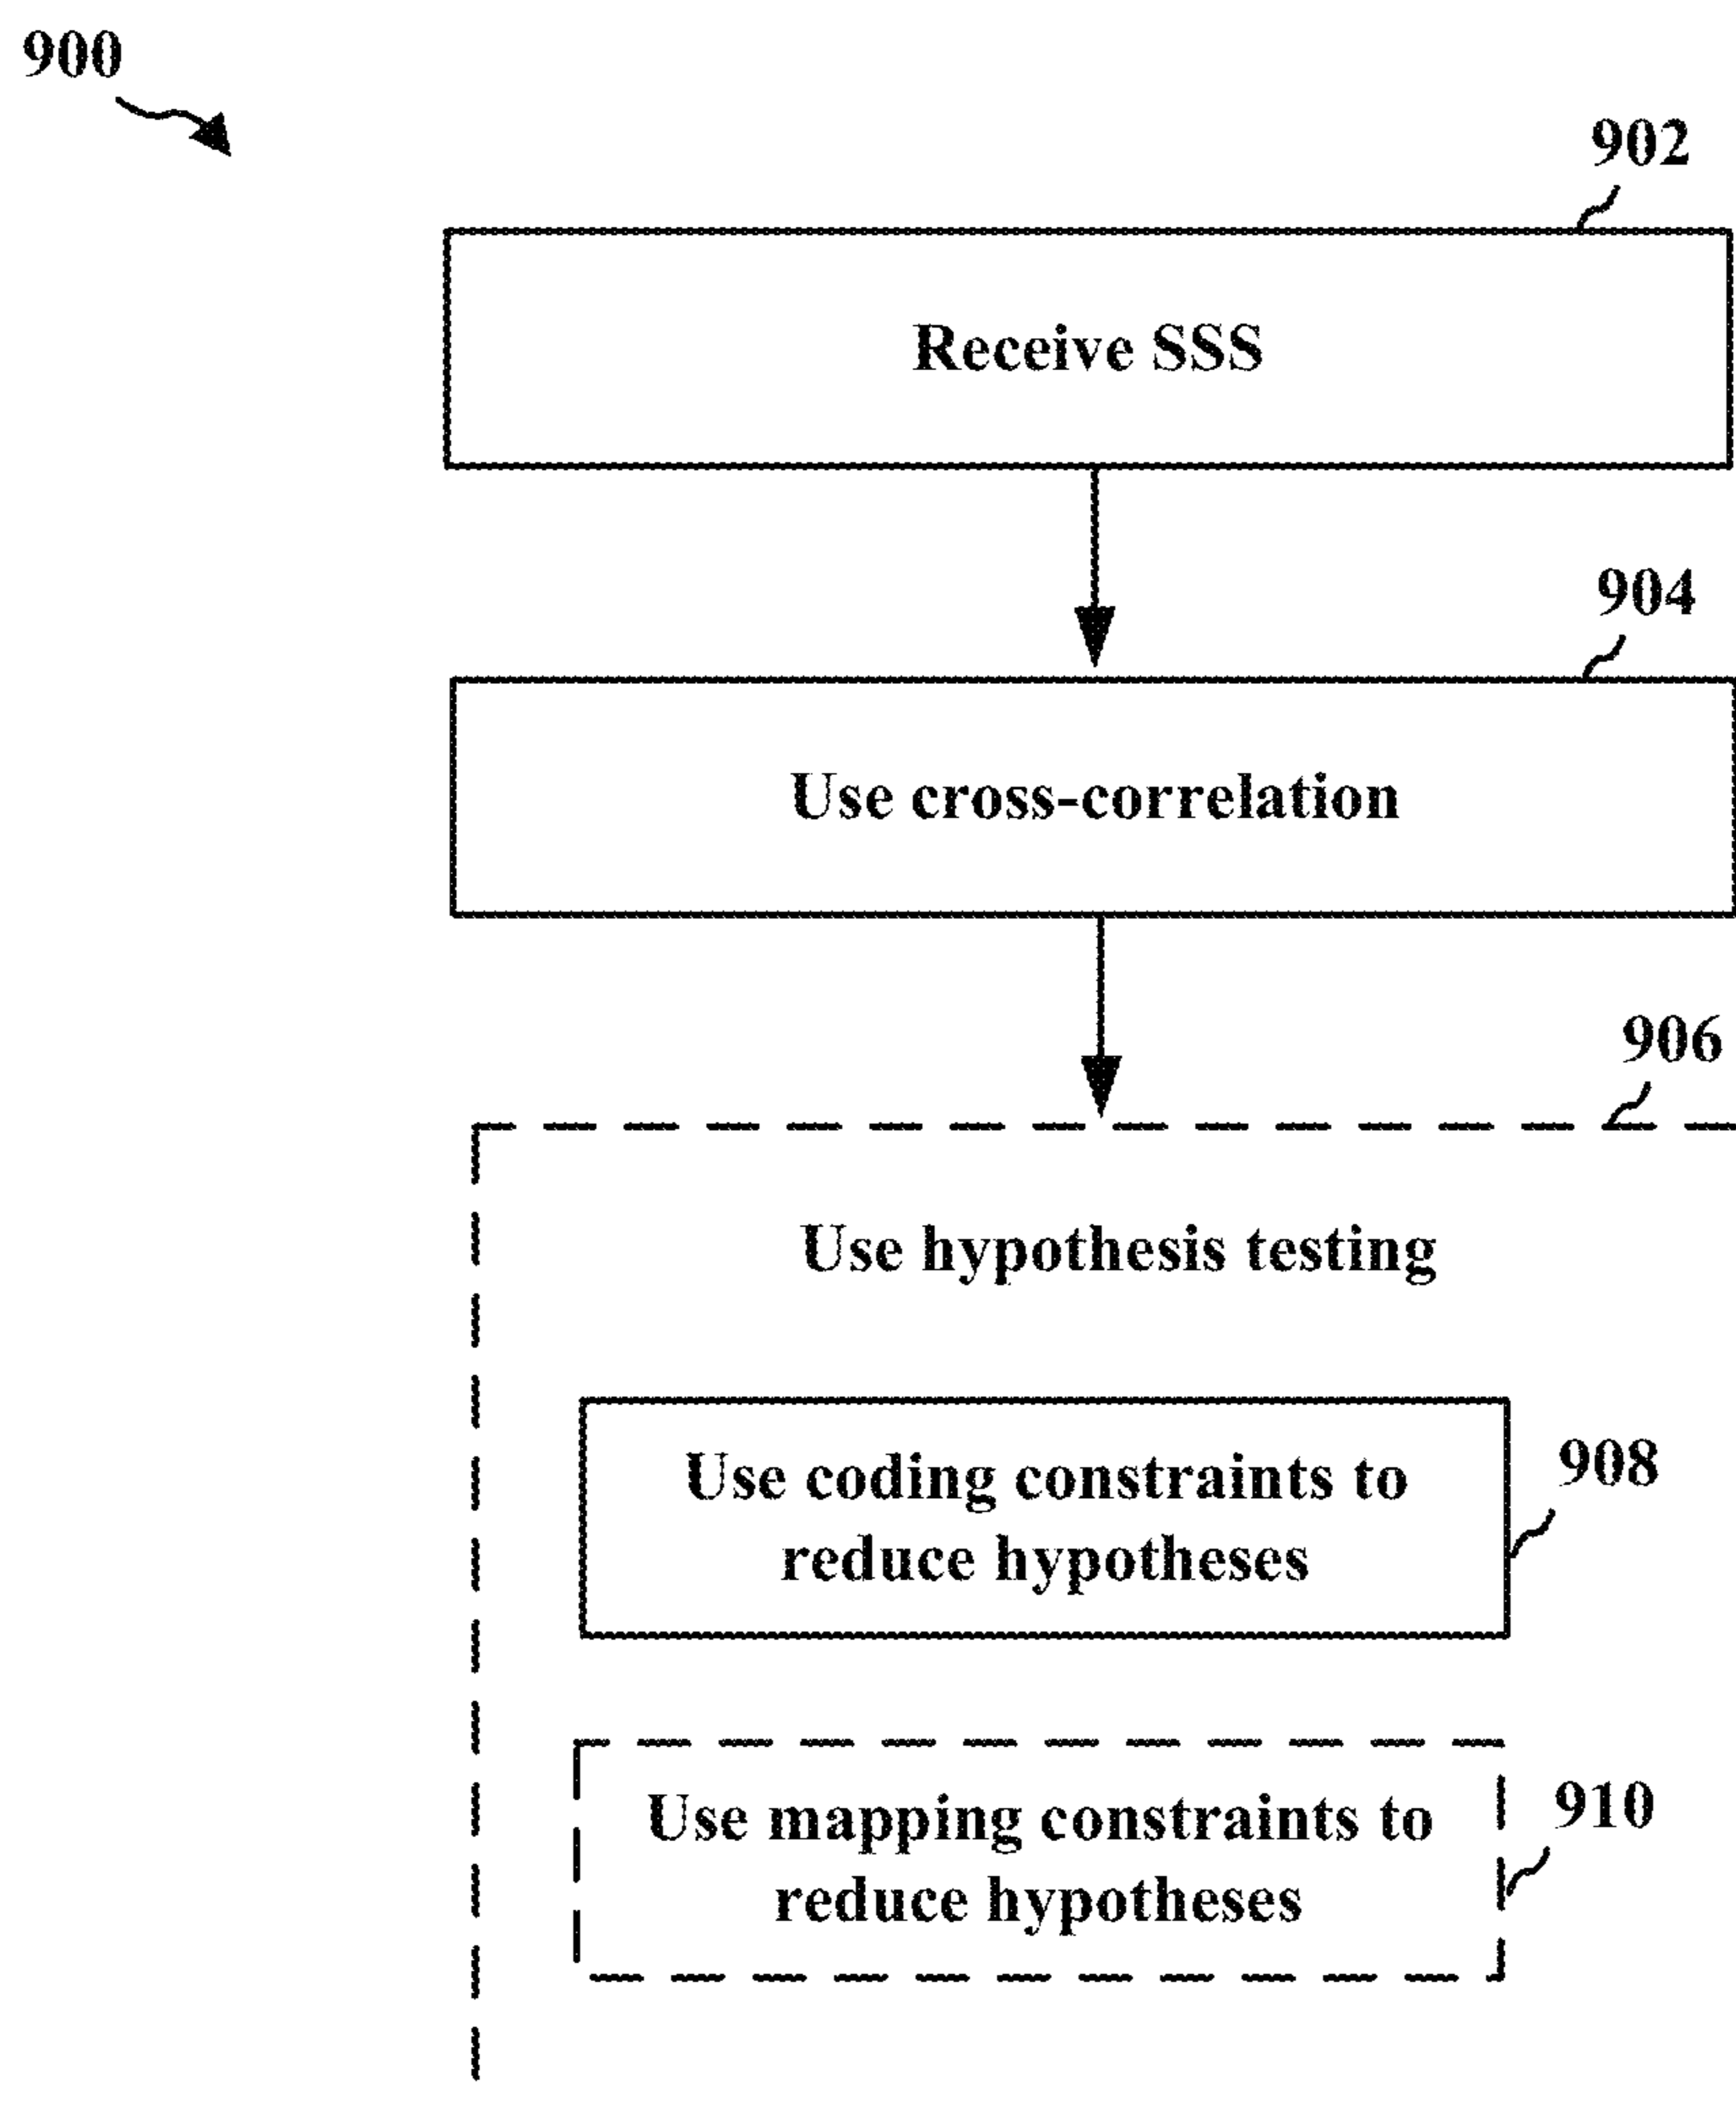 900
902
Receive SSS
904
Use cross-correlation
906
Use hypothesis testing
Use coding constraints to
reduce hypotheses
908
Use mapping constraints to
reduce hypotheses
910